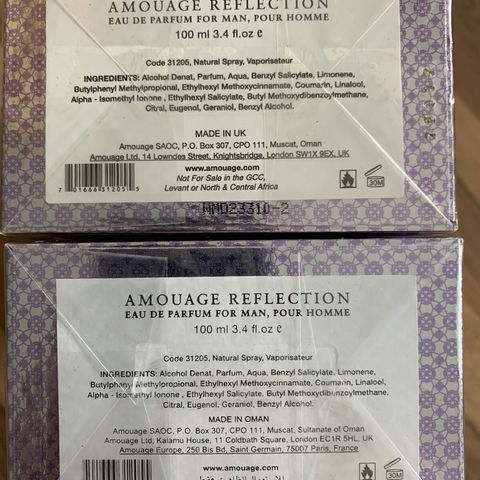 AMOUAGE REFLECTION
EAU DE PARFUM FOR MAN, POUR HOMME
100 ml 3.4 fl.oz e
Code 31205, Natural Spray, Vaporisateur
INGREDIENTS: Alcohol Denat, Parfum, Aqua, Benzyl Salicylate, Limonene,
Butylphenyl Methylpropional, Ethylhexyl Methoxycinnamate, Coumarin, Linalool,
Alpha - Isomethyl Ionone , Ethylhexyl Salicylate, Butyl Methoxydibenzoylmethane,
Citral, Eugenol, Geraniol, Benzyl Alcohol.
MADE IN UK
Amouage SAOC, P.O. Box 307, CPO 111, Muscat, Oman
Amouage Ltd, 14 Lowndes Street, Knightsbridge, London SW1X 9EX, UK
www.amouage.com
Not For Sale in the GCC,
Levant or North & Central Africa
7 01666 31205 5
30M
WM023310-2
AMOUAGE REFLECTION
EAU DE PARFUM FOR MAN, POUR HOMME
100 ml 3.4 fl.oz e
Code 31205, Natural Spray, Vaporisateur
INGREDIENTS: Alcohol Denat, Parfum, Aqua, Benzyl Salicylate, Limonene,
Butylphenyl Methylpropional, Ethylhexyl Methoxycinnamate, Coumarin, Linalool,
Alpha - Isomethyl Ionone , Ethylhexyl Salicylate, Butyl Methoxydibenzoylmethane,
Citral, Eugenol, Geraniol, Benzyl Alcohol.
MADE IN OMAN
Amouage SAOC, P.O. Box 307, CPO 111, Muscat, Sultanate of Oman
Amouage Ltd, Kalamu House, 11 Coldbath Square, London EC1R 5HL, UK
Amouage Europe, 250 Bis Bd, Saint Germain, 75007 Paris, France
www.amouage.com
30M